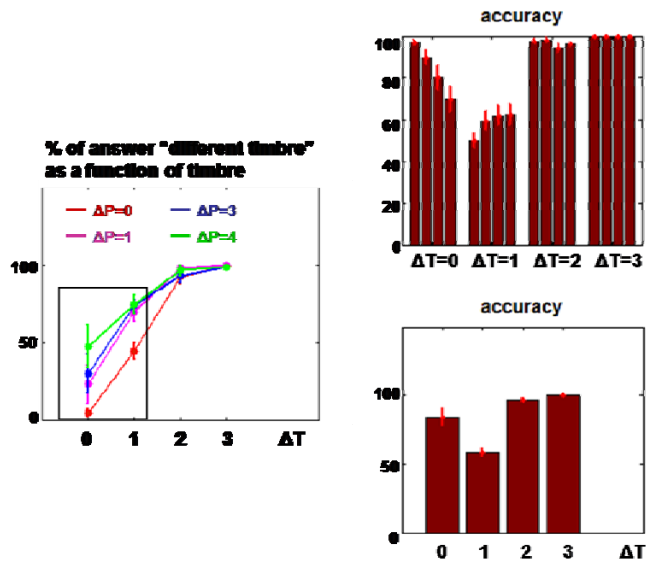 accuracy
100
80
60
40
20
0
ΔT=0 ΔT=1 ΔT=2 ΔT=3
% of answer "different timbre"
as a function of timbre
ΔP=0 ΔP=3
ΔP=1 ΔP=4
100
50
0
0 1 2 3 ΔT
accuracy
100
50
0
0 1 2 3 ΔT